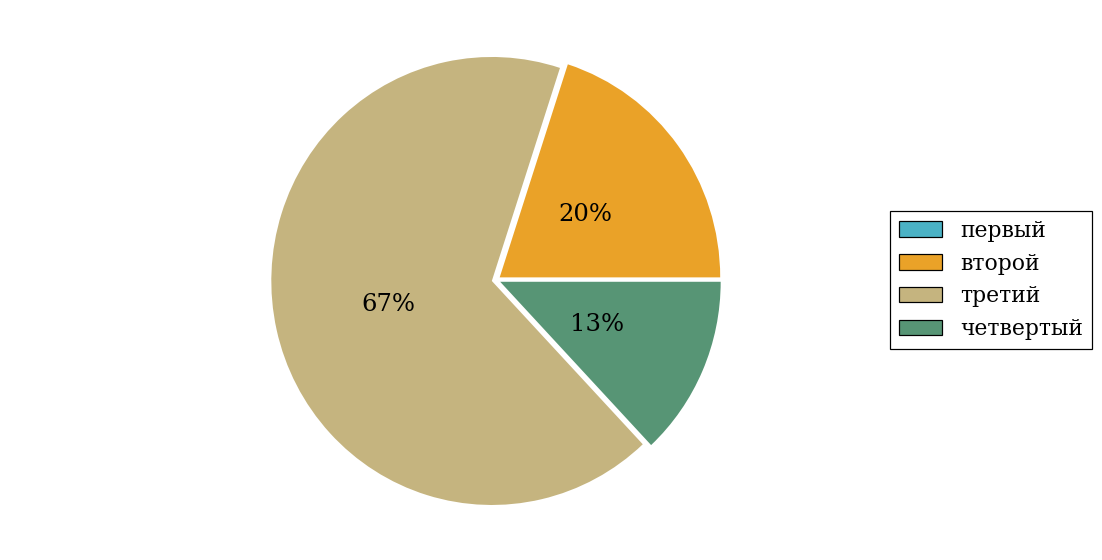 20%
67%
13%
первый
второй
третий
четвертый